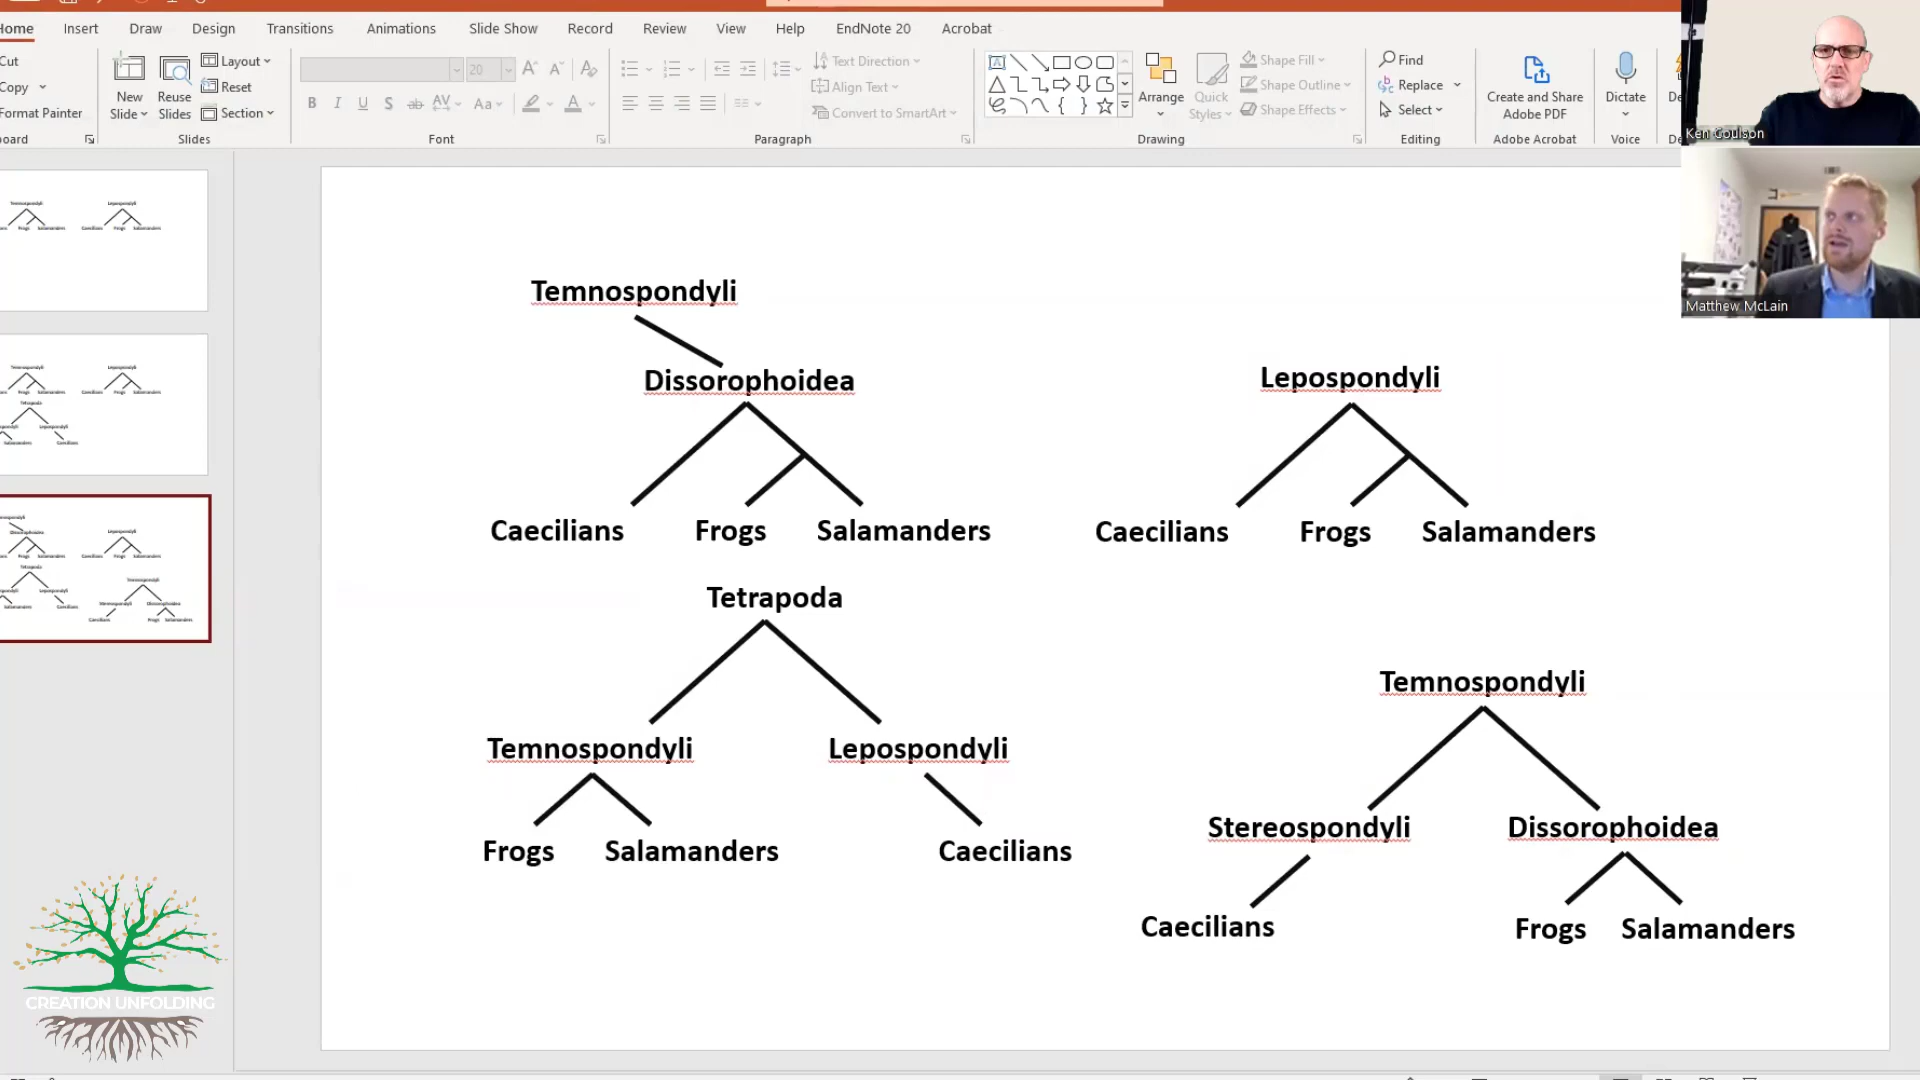 Home Insert Draw Design Transitions Animations Slide Show Record Review View Help EndNote 20 Acrobat
Cut
Copy
Format Painter
New Slide
Reuse Slides
Layout
Reset
Section
Slides
20
Font
Text Direction
Align Text
Convert to SmartArt
Paragraph
Arrange
Quick Styles
Shape Fill
Shape Outline
Shape Effects
Drawing
Find
Replace
Select
Editing
Create and Share Adobe PDF
Adobe Acrobat
Dictate
Voice
Ken Coulson
Matthew McLain
Temnospondyli
Dissorophoidea
Caecilians Frogs Salamanders
Lepospondyli
Caecilians Frogs Salamanders
Tetrapoda
Temnospondyli Lepospondyli
Frogs Salamanders Caecilians
Temnospondyli
Stereospondyli Dissorophoidea
Caecilians Frogs Salamanders
CREATION UNFOLDING